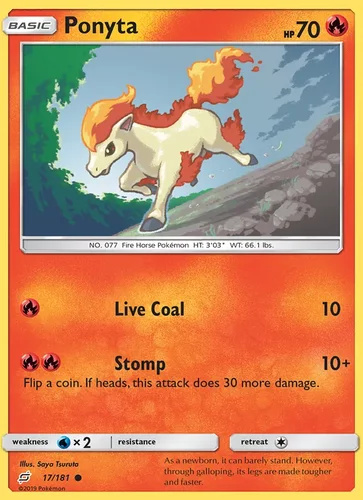 BASIC Ponyta HP 70
NO. 077 Fire Horse Pokémon HT: 3'03" WT: 66.1 lbs.
Live Coal 10
Stomp 10+
Flip a coin. If heads, this attack does 30 more damage.
weakness ×2 resistance retreat
Illus. Saya Tsuruta
17/181
©2019 Pokémon
As a newborn, it can barely stand. However,
through galloping, its legs are made tougher
and faster.